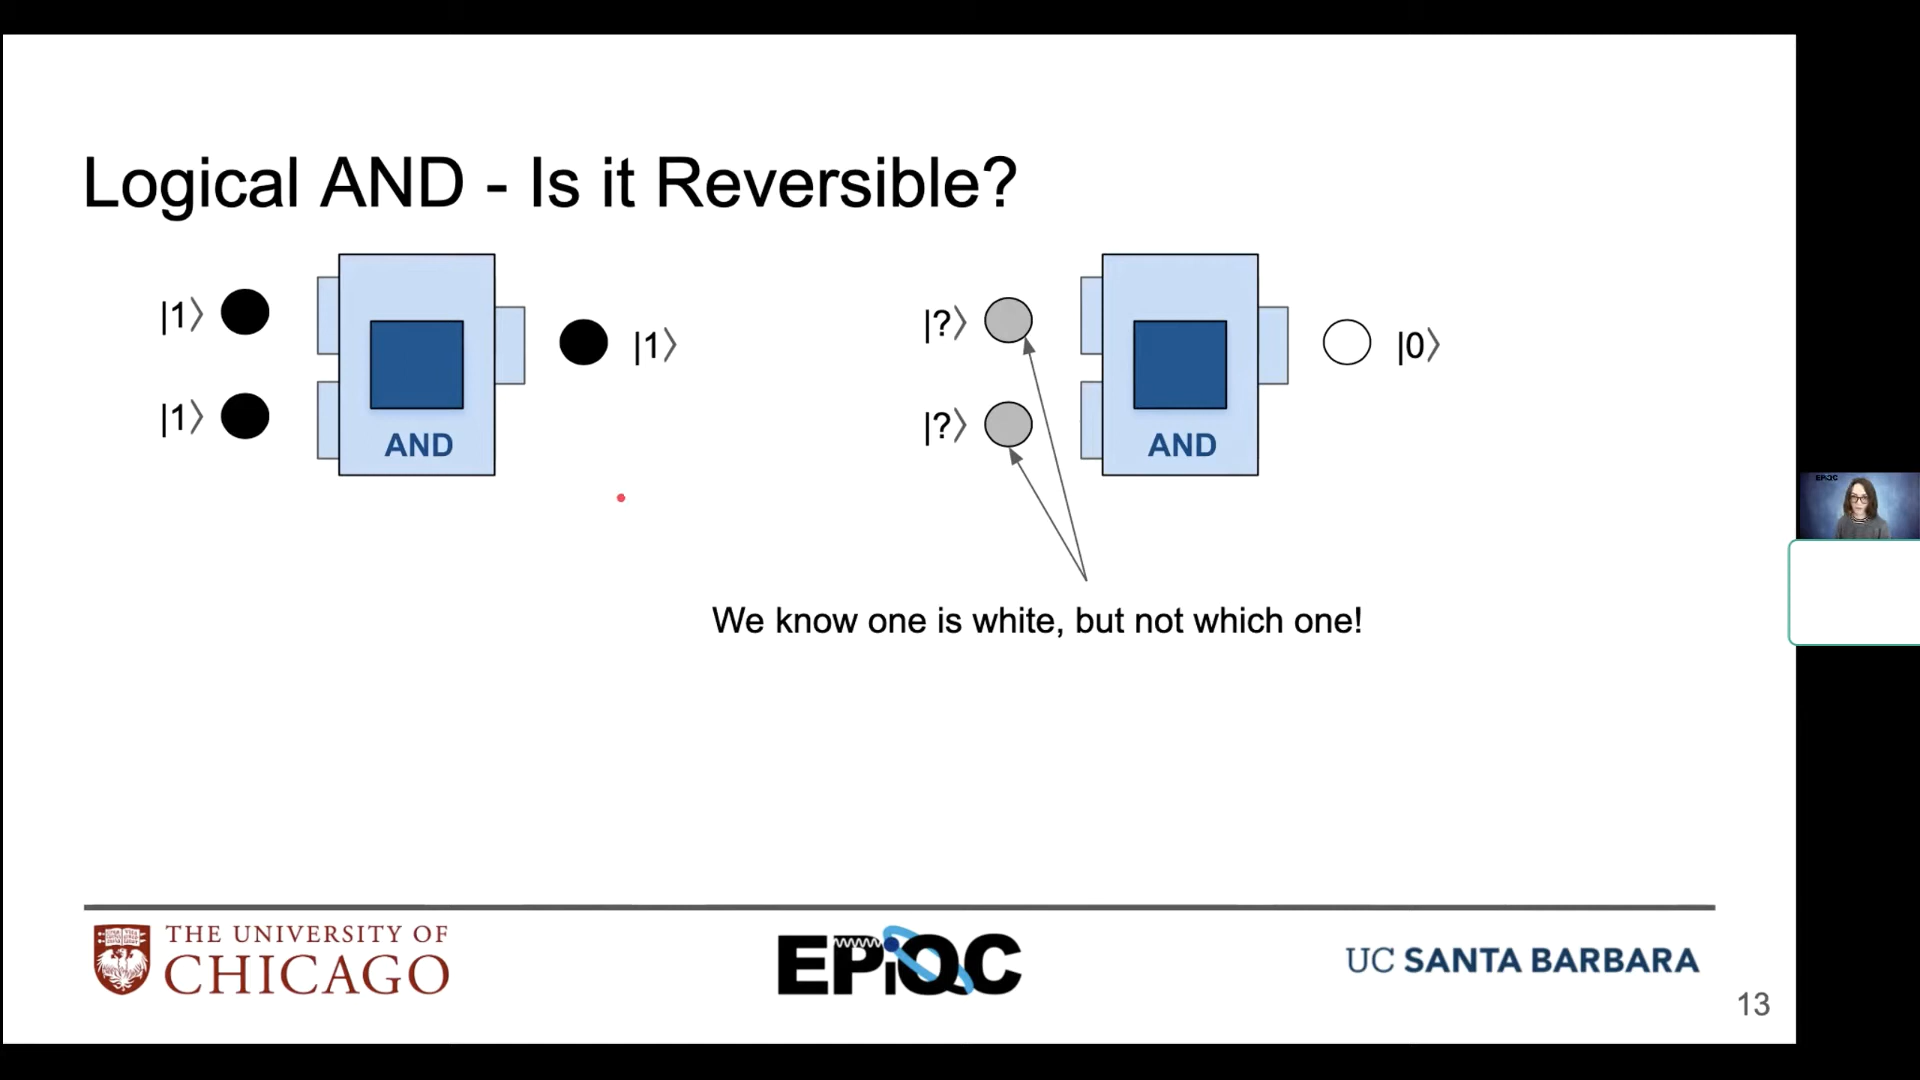 Logical AND - Is it Reversible?
|1⟩
|1⟩
AND
|1⟩
|?⟩
|?⟩
AND
|0⟩
We know one is white, but not which one!
THE UNIVERSITY OF
CHICAGO
EPiQC
UC SANTA BARBARA
13
EPiQC